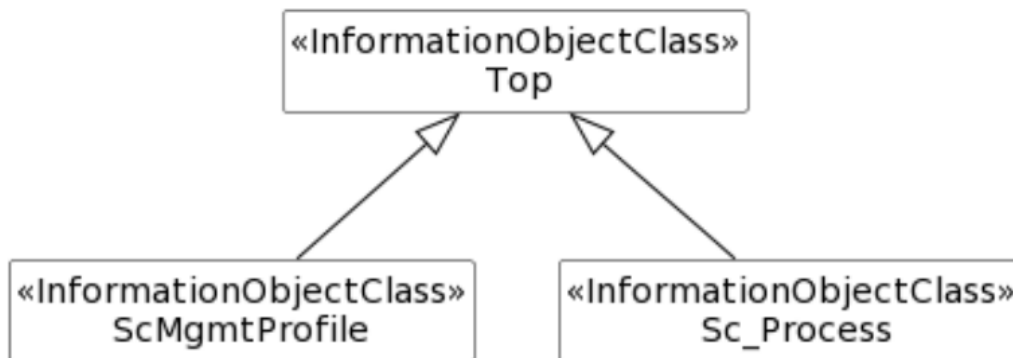 «InformationObjectClass»
Top
«InformationObjectClass»
ScMgmtProfile
«InformationObjectClass»
Sc_Process